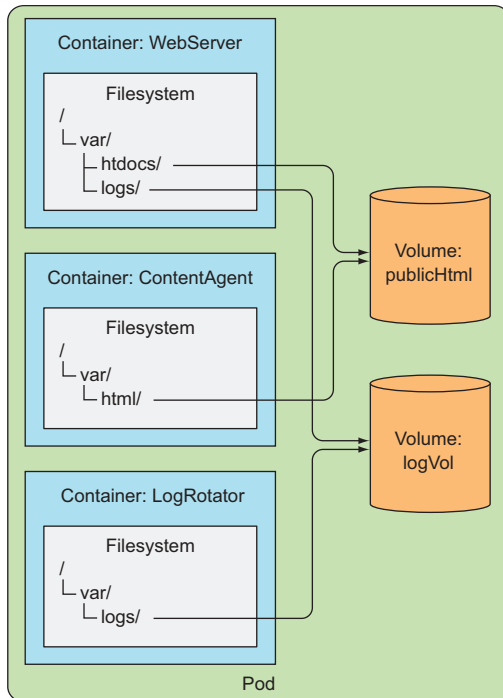 Container: WebServer
Filesystem
/
var/
htdocs/
logs/
Container: ContentAgent
Filesystem
/
var/
html/
Container: LogRotator
Filesystem
/
var/
logs/
Volume:
publicHtml
Volume:
logVol
Pod